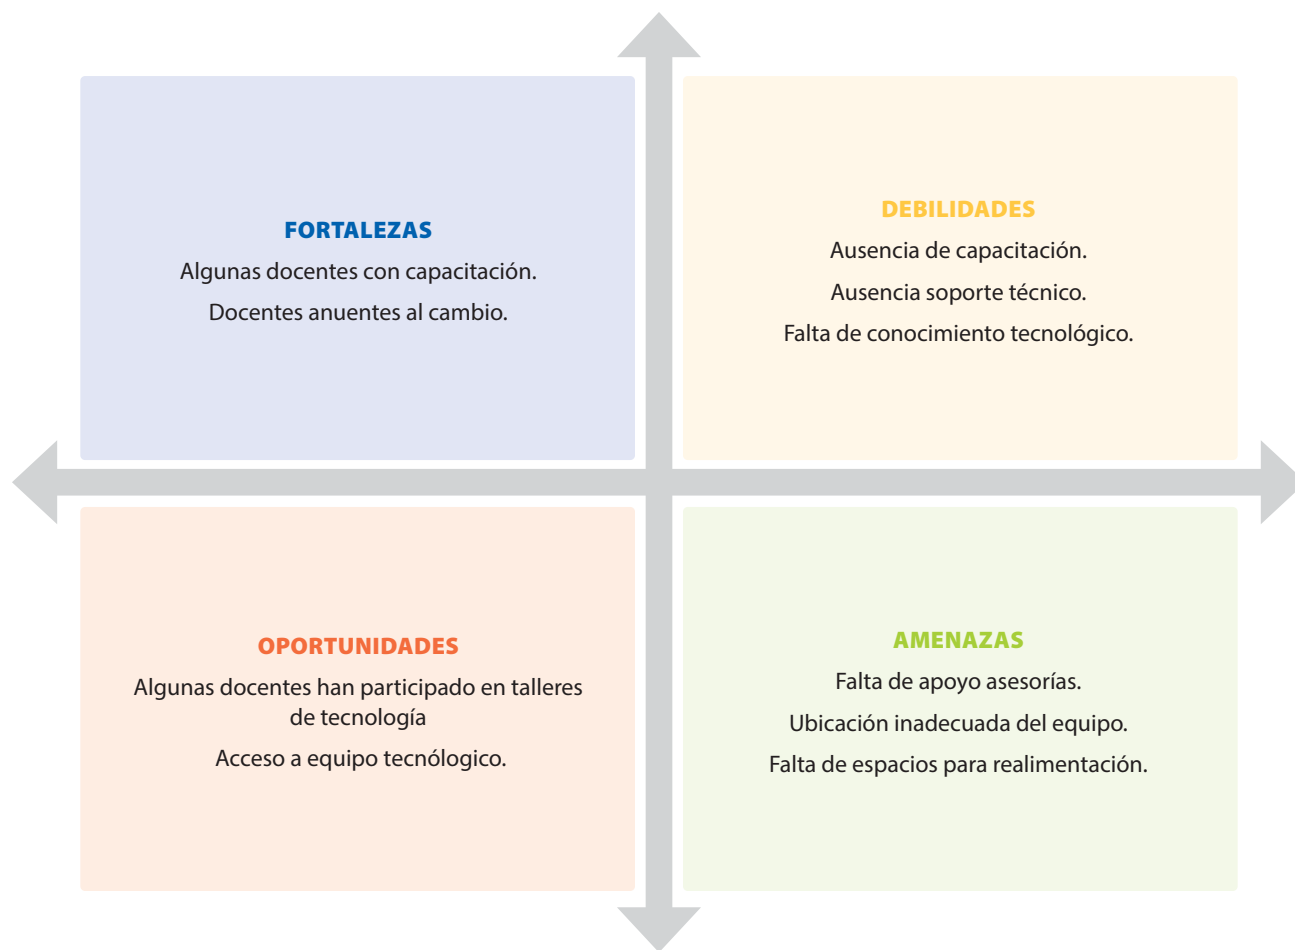 FORTALEZAS
Algunas docentes con capacitación.
Docentes anuentes al cambio.
DEBILIDADES
Ausencia de capacitación.
Ausencia soporte técnico.
Falta de conocimiento tecnológico.
OPORTUNIDADES
Algunas docentes han participado en talleres
de tecnología
Acceso a equipo tecnólogico.
AMENAZAS
Falta de apoyo asesorías.
Ubicación inadecuada del equipo.
Falta de espacios para realimentación.